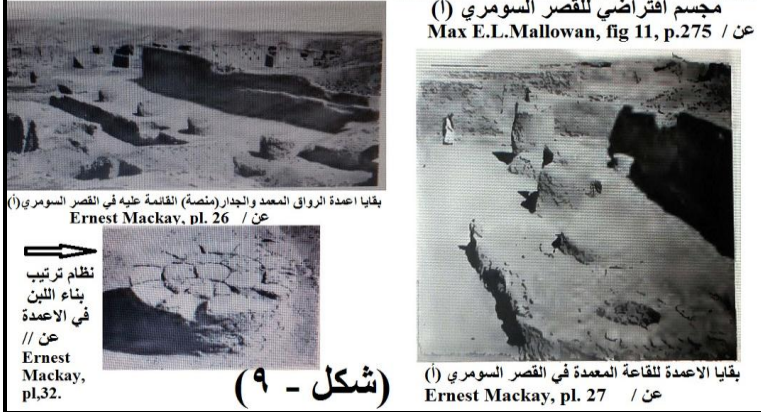 مجسم افتراضي للقصر السومري (أ)
عن / Max E.L.Mallowan, fig 11, p.275
بقايا اعمدة الرواق المعمد والجدار(منصة) القائمة عليه في القصر السومري(أ)
عن / Ernest Mackay, pl. 26
نظام ترتيب
بناء اللبن
في الاعمدة
عن //
Ernest
Mackay,
pl,32.
(شكل - ٩)
بقايا الاعمدة للقاعة المعمدة في القصر السومري (أ)
عن / Ernest Mackay, pl. 27